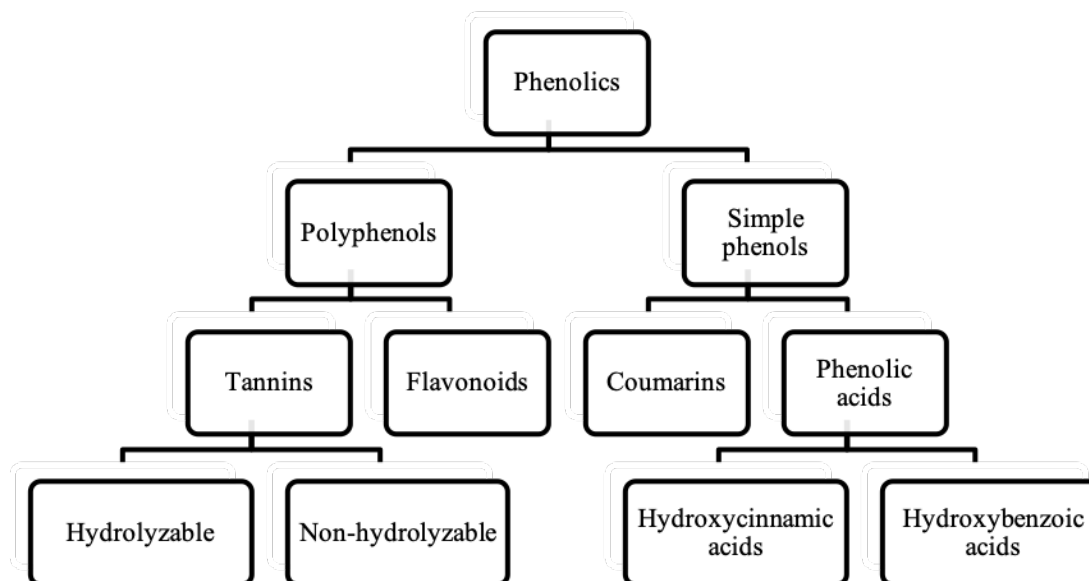 Phenolics
Polyphenols
Simple
phenols
Tannins
Flavonoids
Coumarins
Phenolic
acids
Hydrolyzable
Non-hydrolyzable
Hydroxycinnamic
acids
Hydroxybenzoic
acids